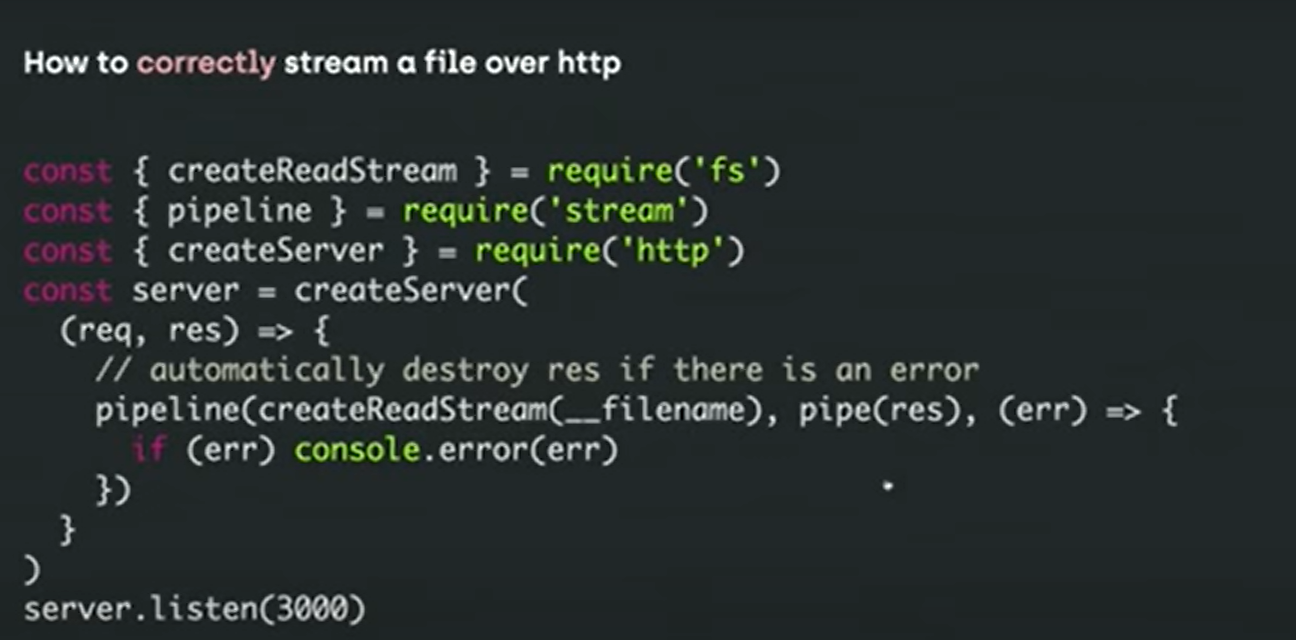 How to correctly stream a file over http
const { createReadStream } = require('fs')
const { pipeline } = require('stream')
const { createServer } = require('http')
const server = createServer(
  (req, res) => {
    // automatically destroy res if there is an error
    pipeline(createReadStream(__filename), pipe(res), (err) => {
      if (err) console.error(err)
    })
  }
)
server.listen(3000)